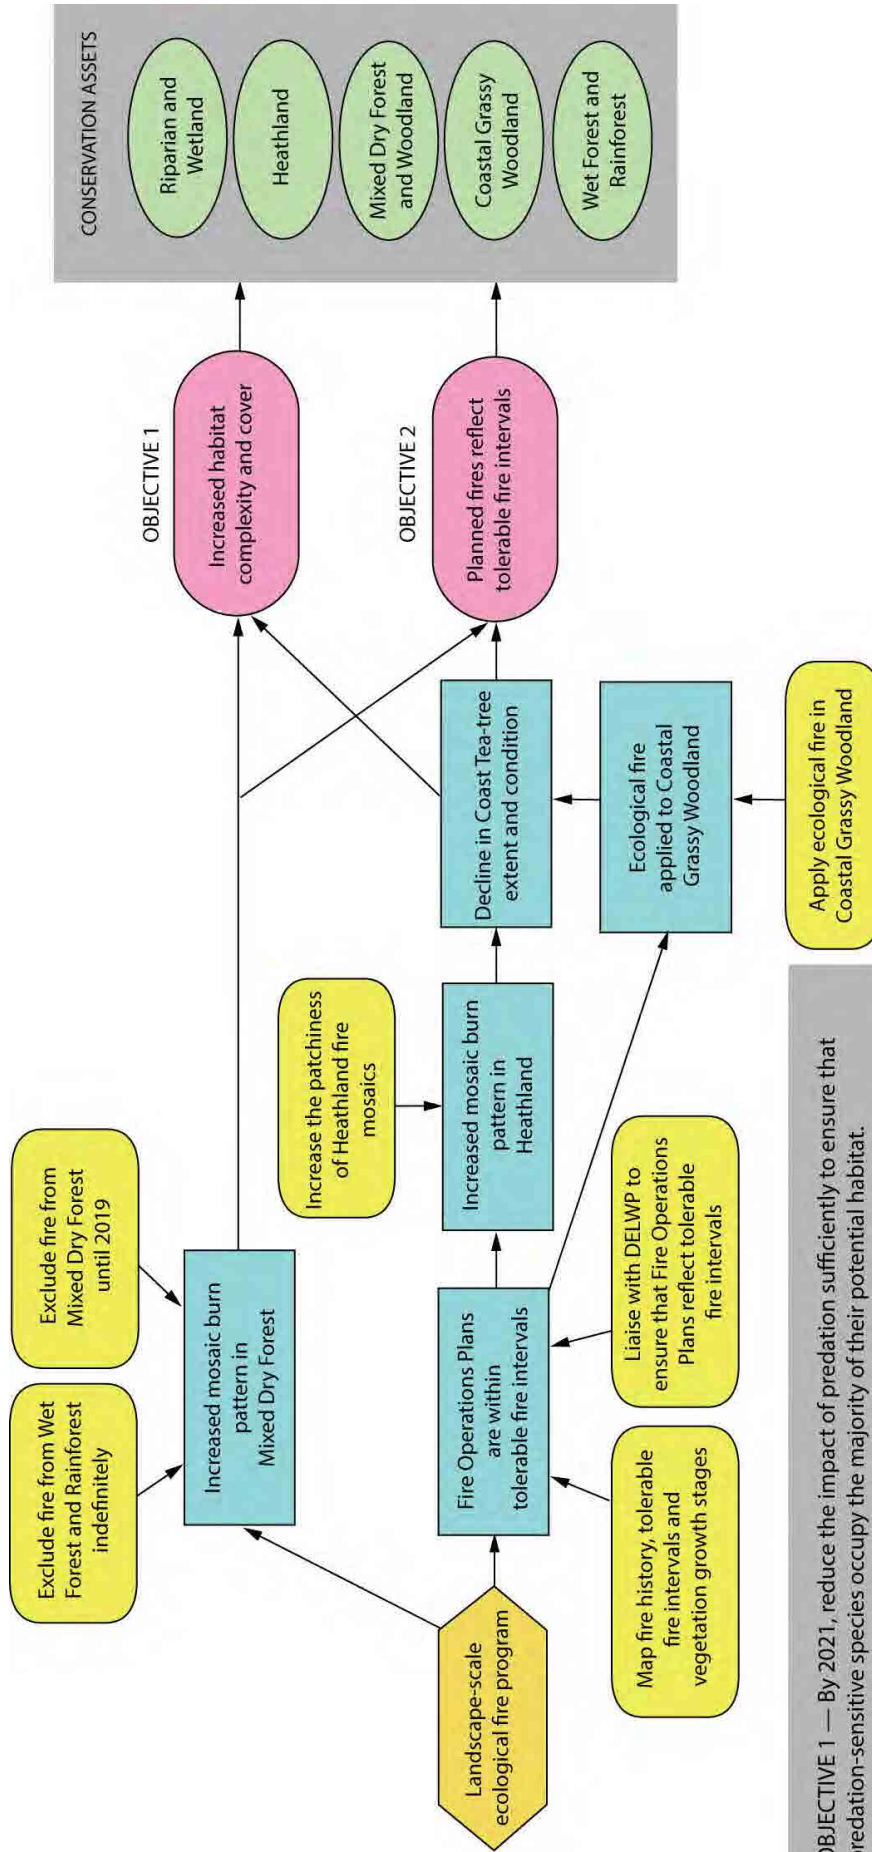 CONSERVATION ASSETS
Riparian and
Wetland
Heathland
Mixed Dry Forest
and Woodland
Coastal Grassy
Woodland
Wet Forest and
Rainforest
OBJECTIVE 1
Increased habitat
complexity and cover
OBJECTIVE 2
Planned fires reflect
tolerable fire intervals
Exclude fire from Wet
Forest and Rainforest
indefinitely
Exclude fire from
Mixed Dry Forest
until 2019
Increased mosaic burn
pattern in
Mixed Dry Forest
Increase the patchiness
of Heathland fire
mosaics
Landscape-scale
ecological fire program
Fire Operations Plans
are within
tolerable fire intervals
Increased mosaic burn
pattern in
Heathland
Decline in Coast Tea-tree
extent and condition
Map fire history, tolerable
fire intervals and
vegetation growth stages
Liaise with DELWP to
ensure that Fire Operations
Plans reflect tolerable
fire intervals
Ecological fire
applied to Coastal
Grassy Woodland
Apply ecological fire in
Coastal Grassy Woodland
OBJECTIVE 1 — By 2021, reduce the impact of predation sufficiently to ensure that
predation-sensitive species occupy the majority of their potential habitat.